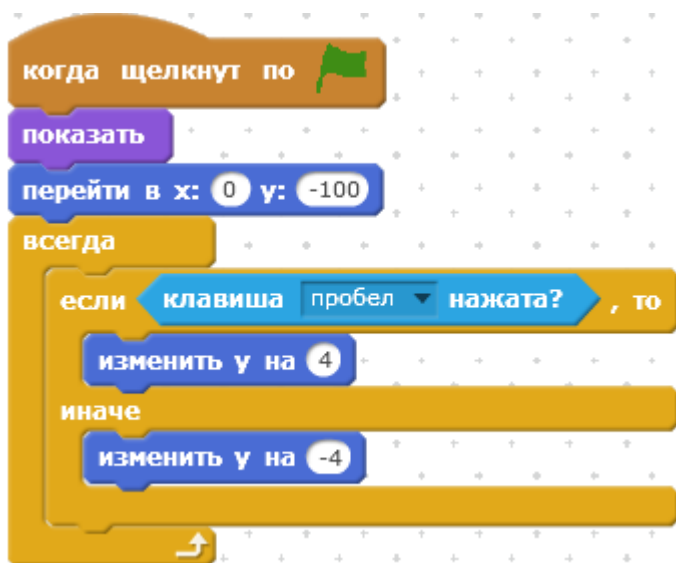 когда щелкнут по
показать
перейти в x: 0 y: -100
всегда
если клавиша пробел нажата? , то
изменить y на 4
иначе
изменить y на -4